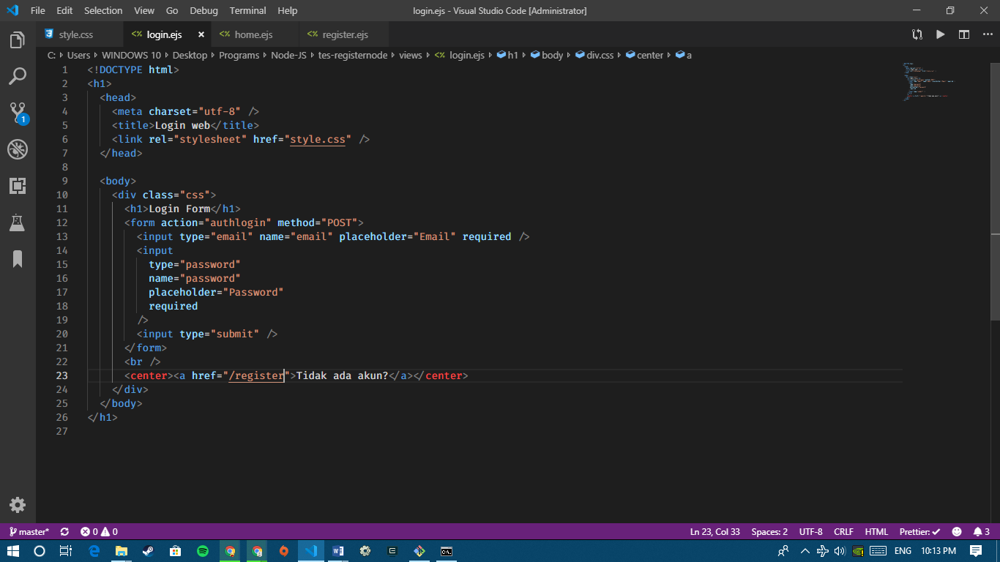 File Edit Selection View Go Debug Terminal Help login.ejs - Visual Studio Code [Administrator]
style.css login.ejs home.ejs register.ejs
C: › Users › WINDOWS 10 › Desktop › Programs › Node-JS › tes-registernode › views › <% login.ejs › h1 › body › div.css › center › a
1 <!DOCTYPE html>
2 <h1>
3 <head>
4 <meta charset="utf-8" />
5 <title>Login web</title>
6 <link rel="stylesheet" href="style.css" />
7 </head>
8
9 <body>
10 <div class="css">
11 <h1>Login Form</h1>
12 <form action="authlogin" method="POST">
13 <input type="email" name="email" placeholder="Email" required />
14 <input
15 type="password"
16 name="password"
17 placeholder="Password"
18 required
19 />
20 <input type="submit" />
21 </form>
22 <br />
23 <center><a href="/register">Tidak ada akun?</a></center>
24 </div>
25 </body>
26 </h1>
27
1
master* 0 0 Ln 23, Col 33 Spaces: 2 UTF-8 CRLF HTML Prettier: ✓ 3
ENG 10:13 PM